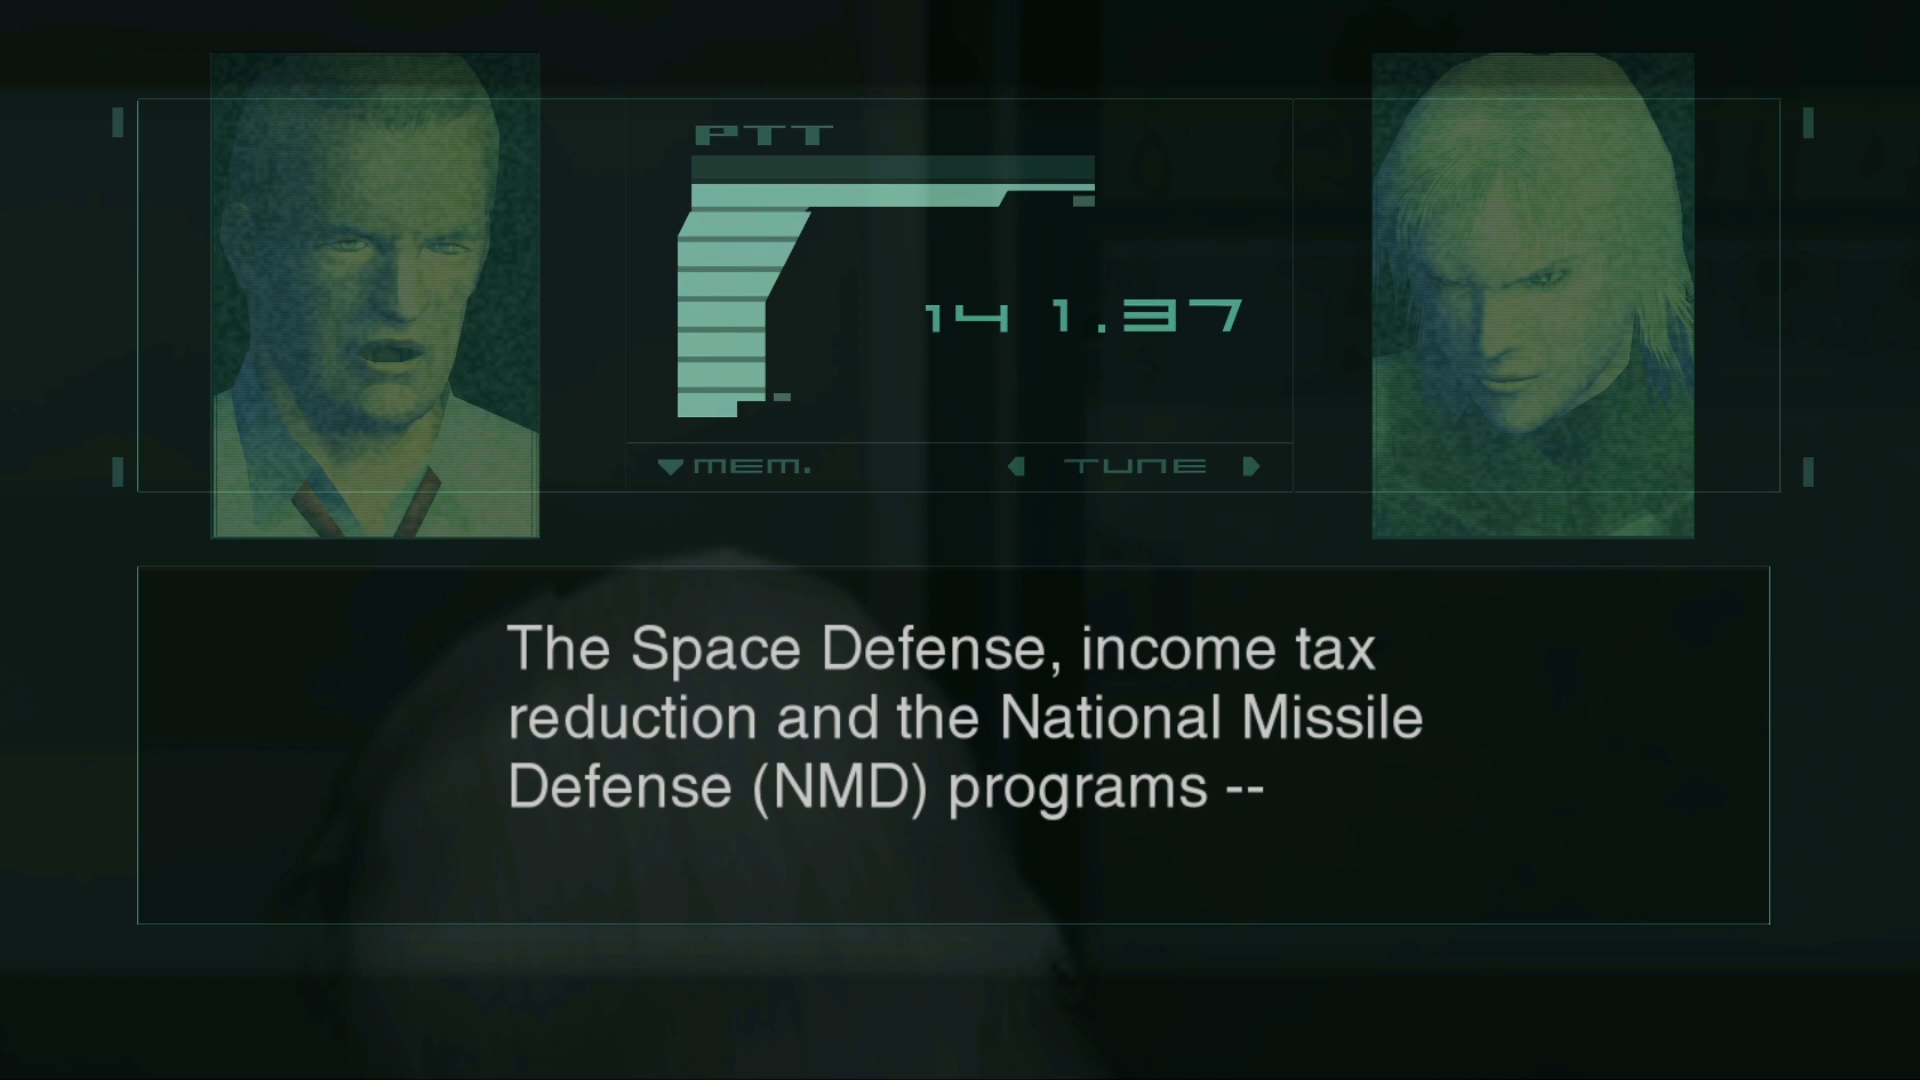 PTT
141.37
MEM.
TUNE
The Space Defense, income tax
reduction and the National Missile
Defense (NMD) programs --